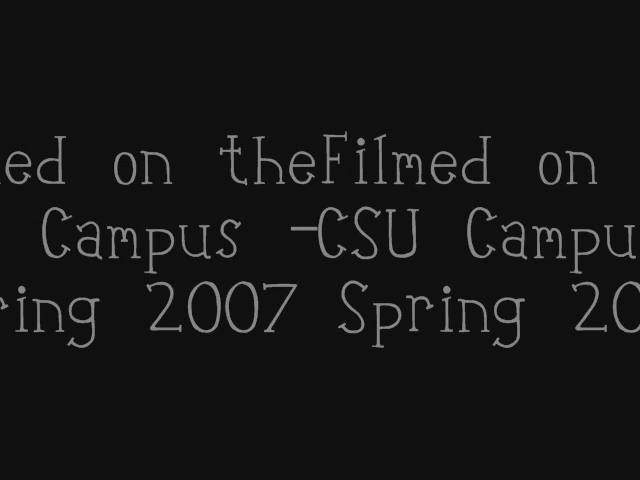 ed on theFilmed on
Campus -CSU Campu
ring 2007 Spring 20